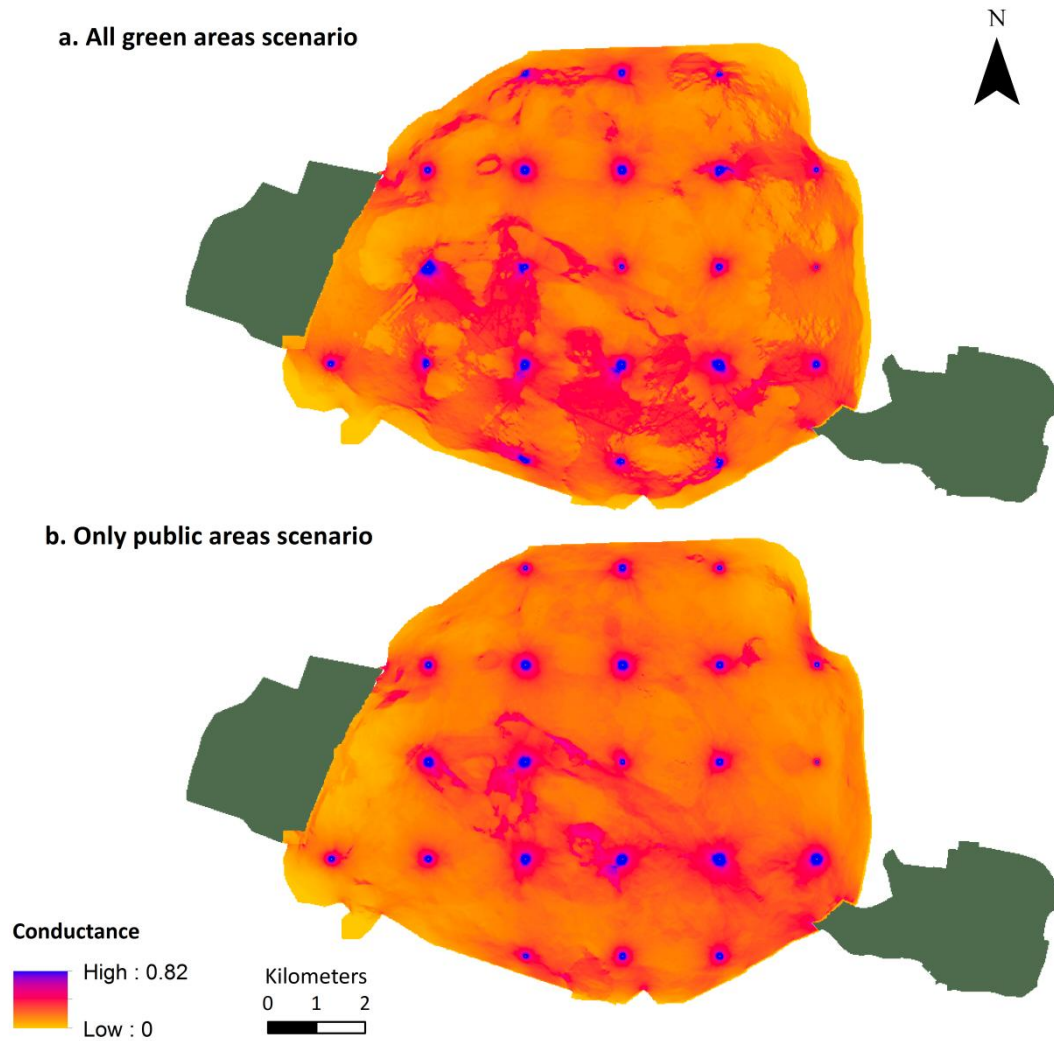 a. All green areas scenario
N
b. Only public areas scenario
Conductance
High : 0.82
Low : 0
Kilometers
0 1 2